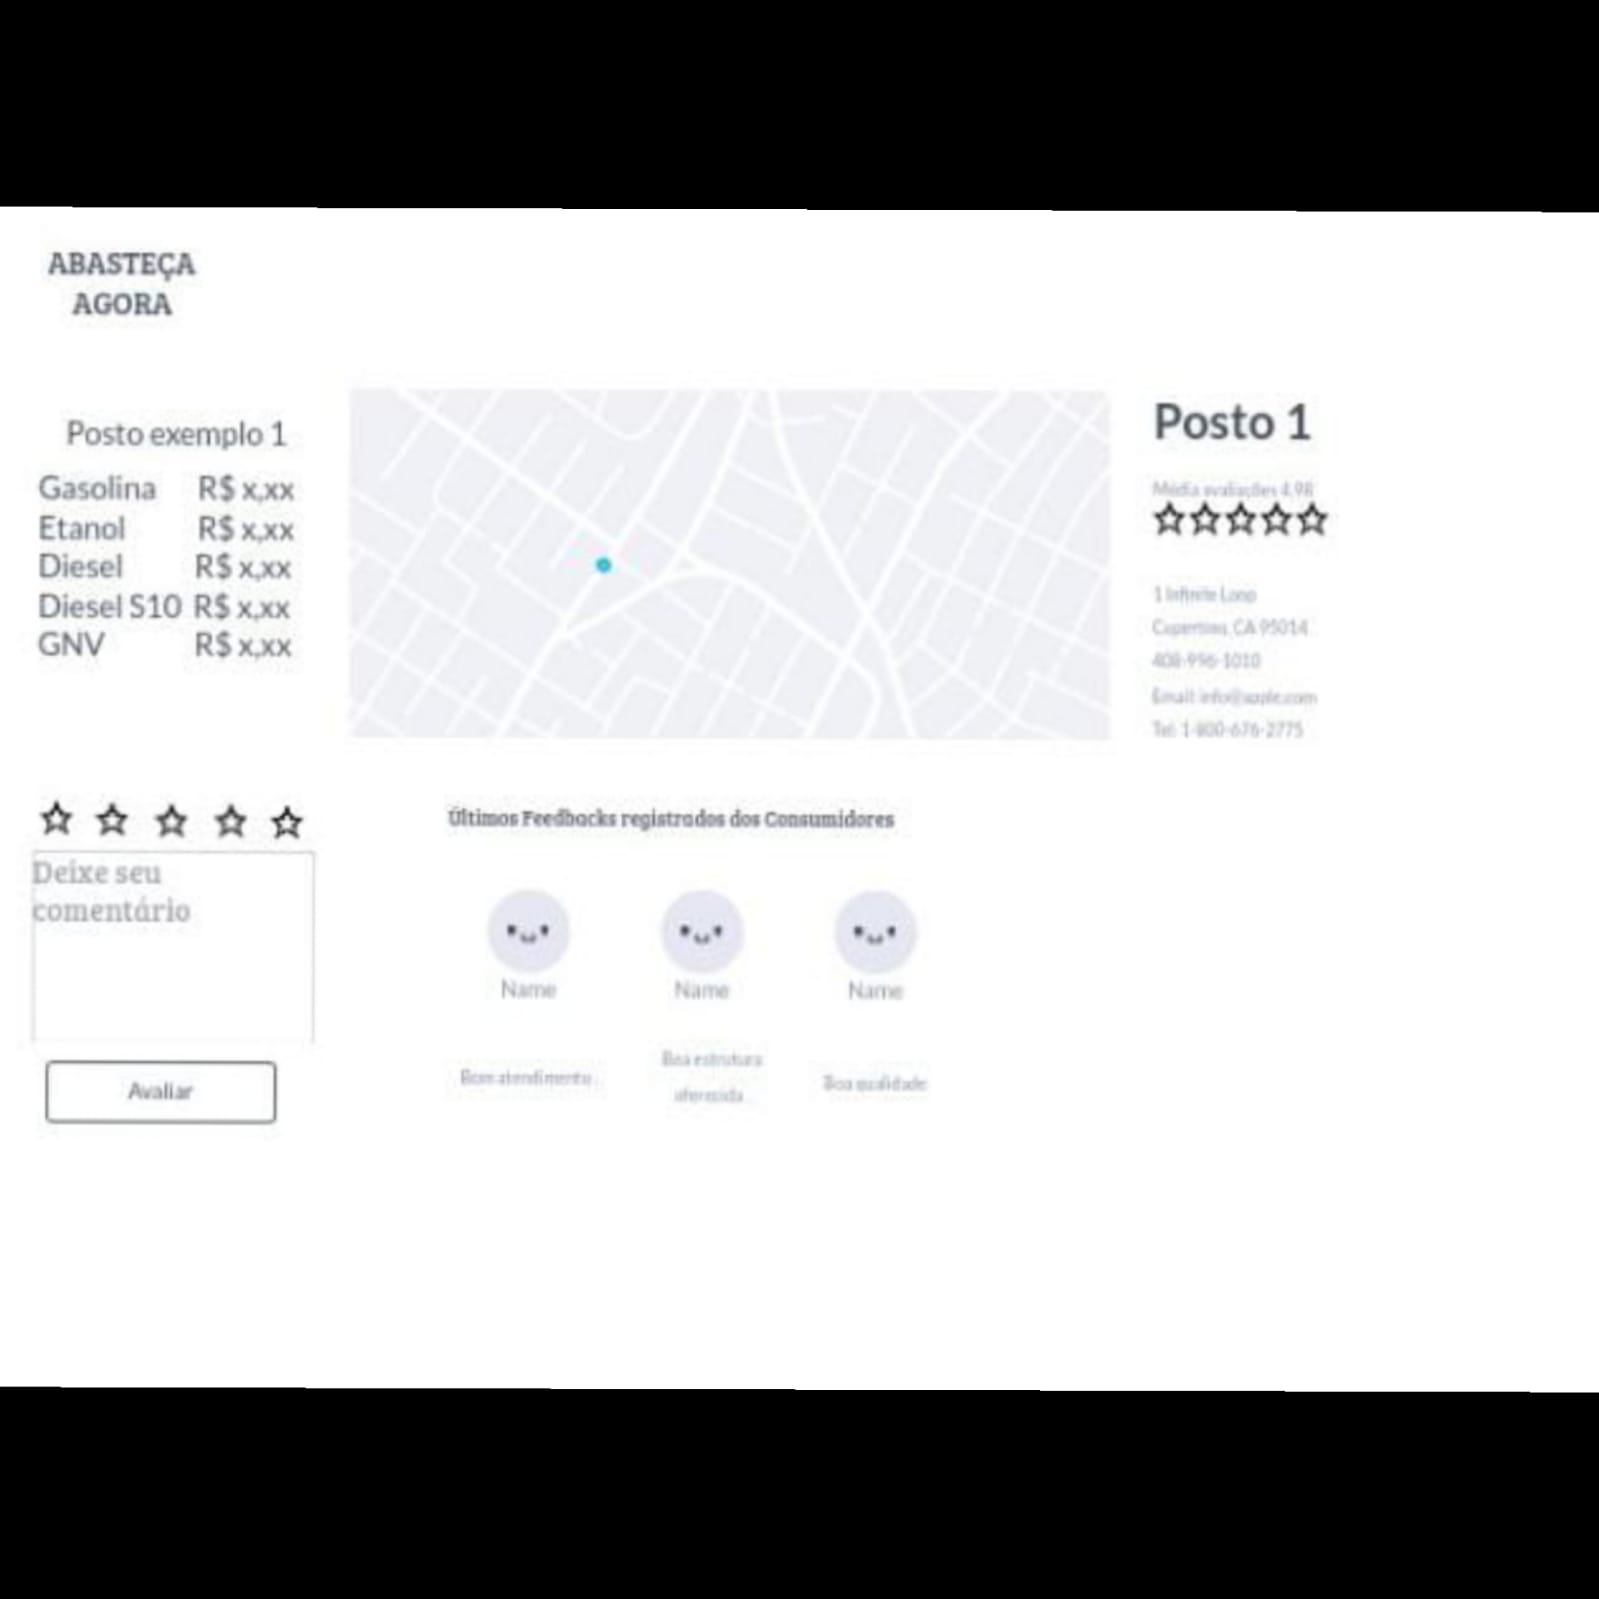 ABASTEÇA
AGORA
Posto exemplo 1
Gasolina R$ x,xx
Etanol R$ x,xx
Diesel R$ x,xx
Diesel S10 R$ x,xx
GNV R$ x,xx
Posto 1
Média avaliações 4.98
1 Infinite Loop
Cupertino, CA 95014
408-996-1010
Email: info@apple.com
Tel: 1-800-676-2775
Deixe seu
comentário
Avaliar
Últimos Feedbacks registrados dos Consumidores
Name Name Name
Bom atendimento
Boa estrutura
oferecida
Boa qualidade